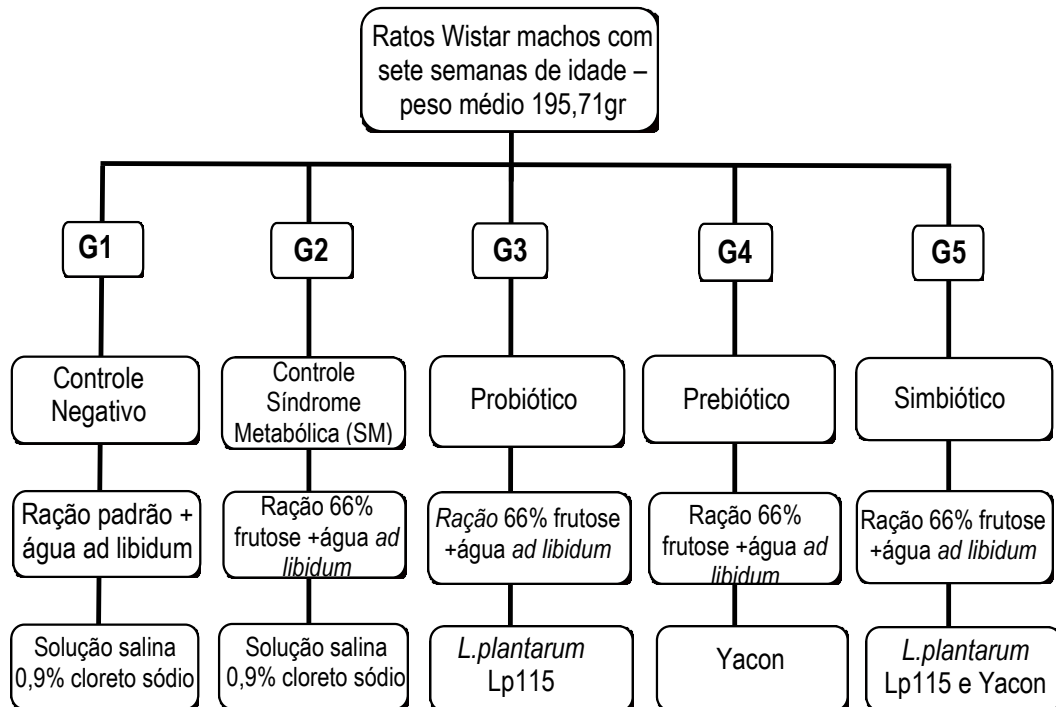 Ratos Wistar machos com
sete semanas de idade –
peso médio 195,71gr
G1
G2
G3
G4
G5
Controle
Negativo
Controle
Síndrome
Metabólica (SM)
Probiótico
Prebiótico
Simbiótico
Ração padrão +
água ad libidum
Ração 66%
frutose +água ad
libidum
Ração 66% frutose
+água ad libidum
Ração 66%
frutose +água ad
libidum
Ração 66% frutose
+água ad libidum
Solução salina
0,9% cloreto sódio
Solução salina
0,9% cloreto sódio
L.plantarum
Lp115
Yacon
L.plantarum
Lp115 e Yacon